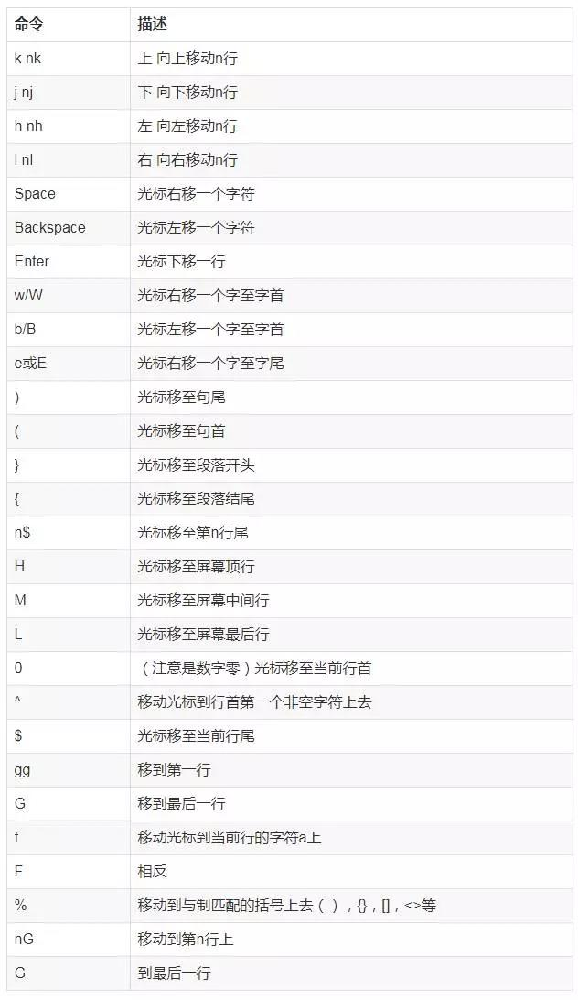 命令 描述
k nk 上 向上移动n行
j nj 下 向下移动n行
h nh 左 向左移动n行
l nl 右 向右移动n行
Space 光标右移一个字符
Backspace 光标左移一个字符
Enter 光标下移一行
w/W 光标右移一个字至字首
b/B 光标左移一个字至字首
e或E 光标右移一个字至字尾
) 光标移至句尾
( 光标移至句首
} 光标移至段落开头
{ 光标移至段落结尾
n$ 光标移至第n行尾
H 光标移至屏幕顶行
M 光标移至屏幕中间行
L 光标移至屏幕最后行
0 （注意是数字零）光标移至当前行首
^ 移动光标到行首第一个非空字符上去
$ 光标移至当前行尾
gg 移到第一行
G 移到最后一行
f 移动光标到当前行的字符a上
F 相反
% 移动到与制匹配的括号上去（），{}，[]，<>等
nG 移动到第n行上
G 到最后一行